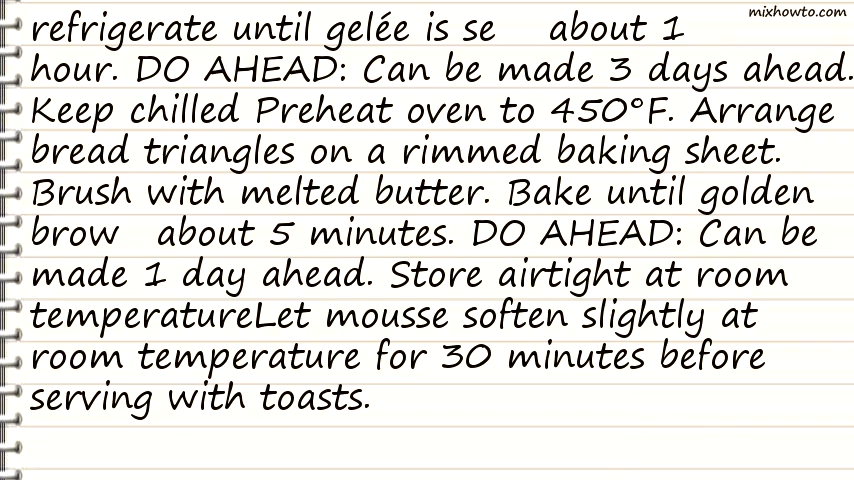 mixhowto.com
refrigerate until gelée is se about 1
hour. DO AHEAD: Can be made 3 days ahead.
Keep chilled Preheat oven to 450°F. Arrange
bread triangles on a rimmed baking sheet.
Brush with melted butter. Bake until golden
brow about 5 minutes. DO AHEAD: Can be
made 1 day ahead. Store airtight at room
temperatureLet mousse soften slightly at
room temperature for 30 minutes before
serving with toasts.